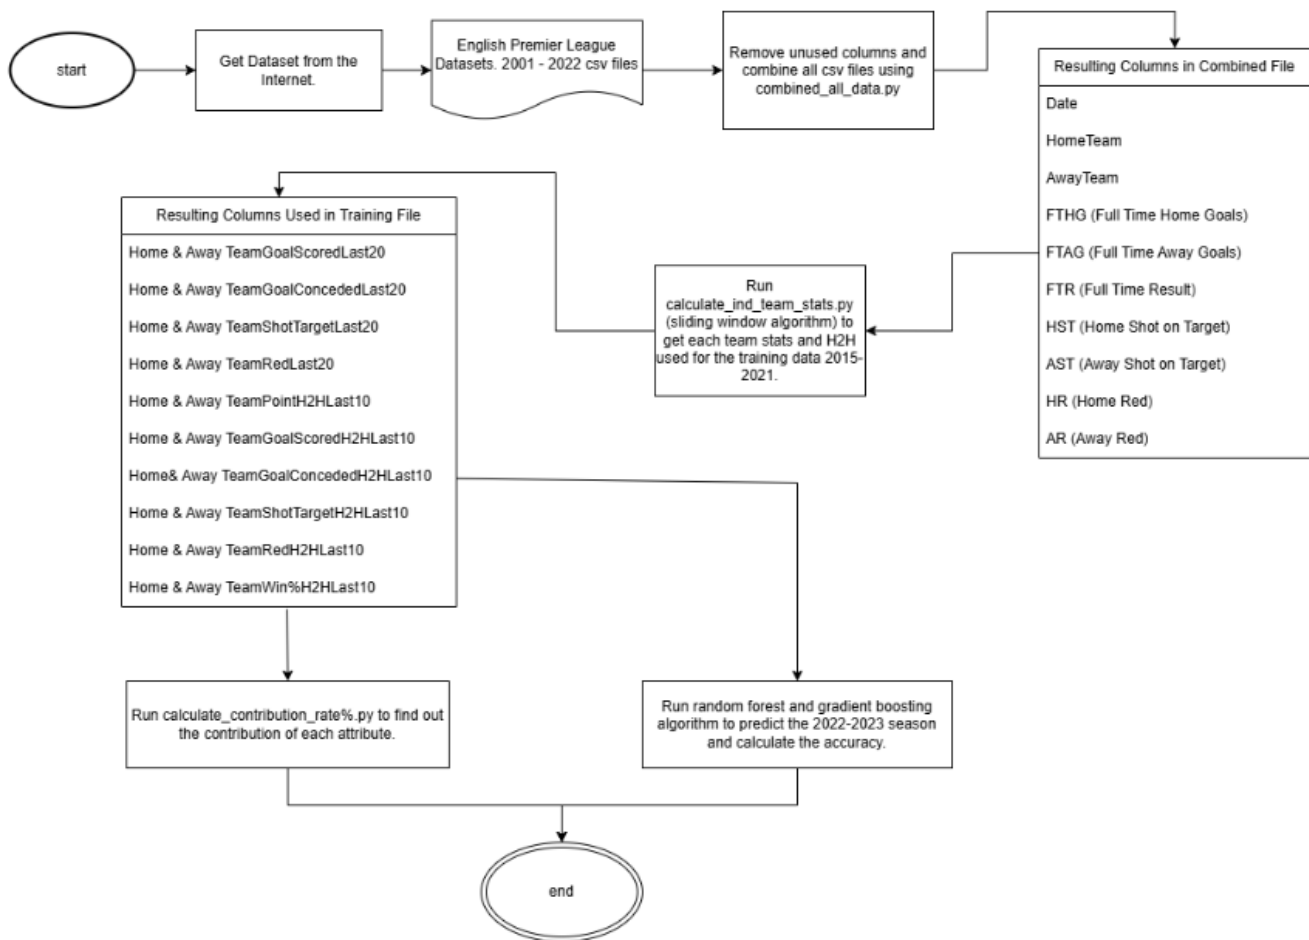 start
Get Dataset from the
Internet.
English Premier League
Datasets. 2001 - 2022 csv files
Remove unused columns and
combine all csv files using
combined_all_data.py
Resulting Columns in Combined File
Date
HomeTeam
AwayTeam
FTHG (Full Time Home Goals)
FTAG (Full Time Away Goals)
FTR (Full Time Result)
HST (Home Shot on Target)
AST (Away Shot on Target)
HR (Home Red)
AR (Away Red)
Run
calculate_ind_team_stats.py
(sliding window algorithm) to
get each team stats and H2H
used for the training data 2015-
2021.
Resulting Columns Used in Training File
Home & Away TeamGoalScoredLast20
Home & Away TeamGoalConcededLast20
Home & Away TeamShotTargetLast20
Home & Away TeamRedLast20
Home & Away TeamPointH2HLast10
Home & Away TeamGoalScoredH2HLast10
Home& Away TeamGoalConcededH2HLast10
Home & Away TeamShotTargetH2HLast10
Home & Away TeamRedH2HLast10
Home & Away TeamWin%H2HLast10
Run calculate_contribution_rate%.py to find out
the contribution of each attribute.
Run random forest and gradient boosting
algorithm to predict the 2022-2023 season
and calculate the accuracy.
end